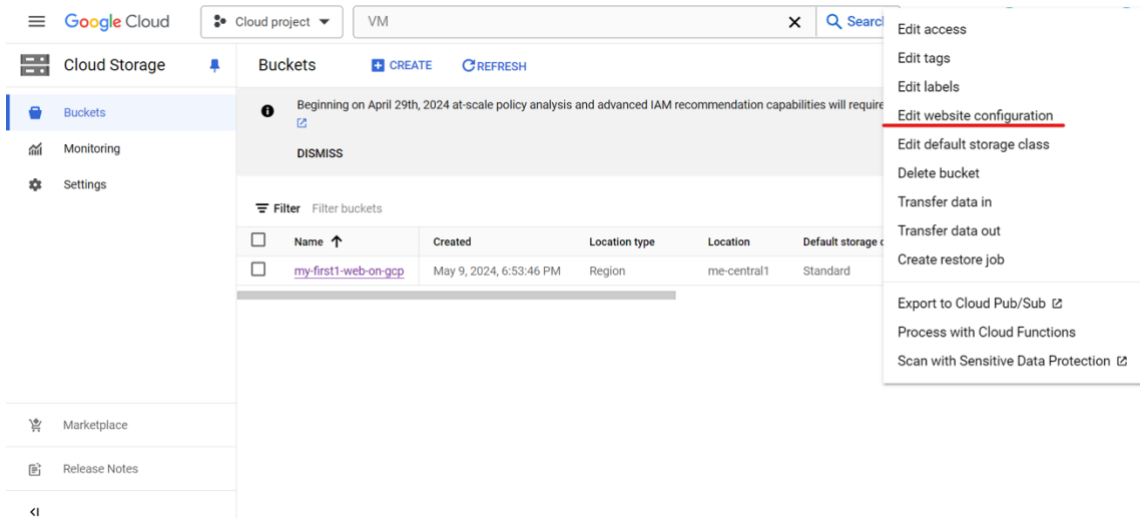 Google Cloud
Cloud project
VM
Search
Cloud Storage
Buckets
CREATE
REFRESH
Buckets
Monitoring
Settings
Beginning on April 29th, 2024 at-scale policy analysis and advanced IAM recommendation capabilities will require
DISMISS
Filter Filter buckets
Name Created Location type Location Default storage c
my-first1-web-on-gcp May 9, 2024, 6:53:46 PM Region me-central1 Standard
Marketplace
Release Notes
Edit access
Edit tags
Edit labels
Edit website configuration
Edit default storage class
Delete bucket
Transfer data in
Transfer data out
Create restore job
Export to Cloud Pub/Sub
Process with Cloud Functions
Scan with Sensitive Data Protection